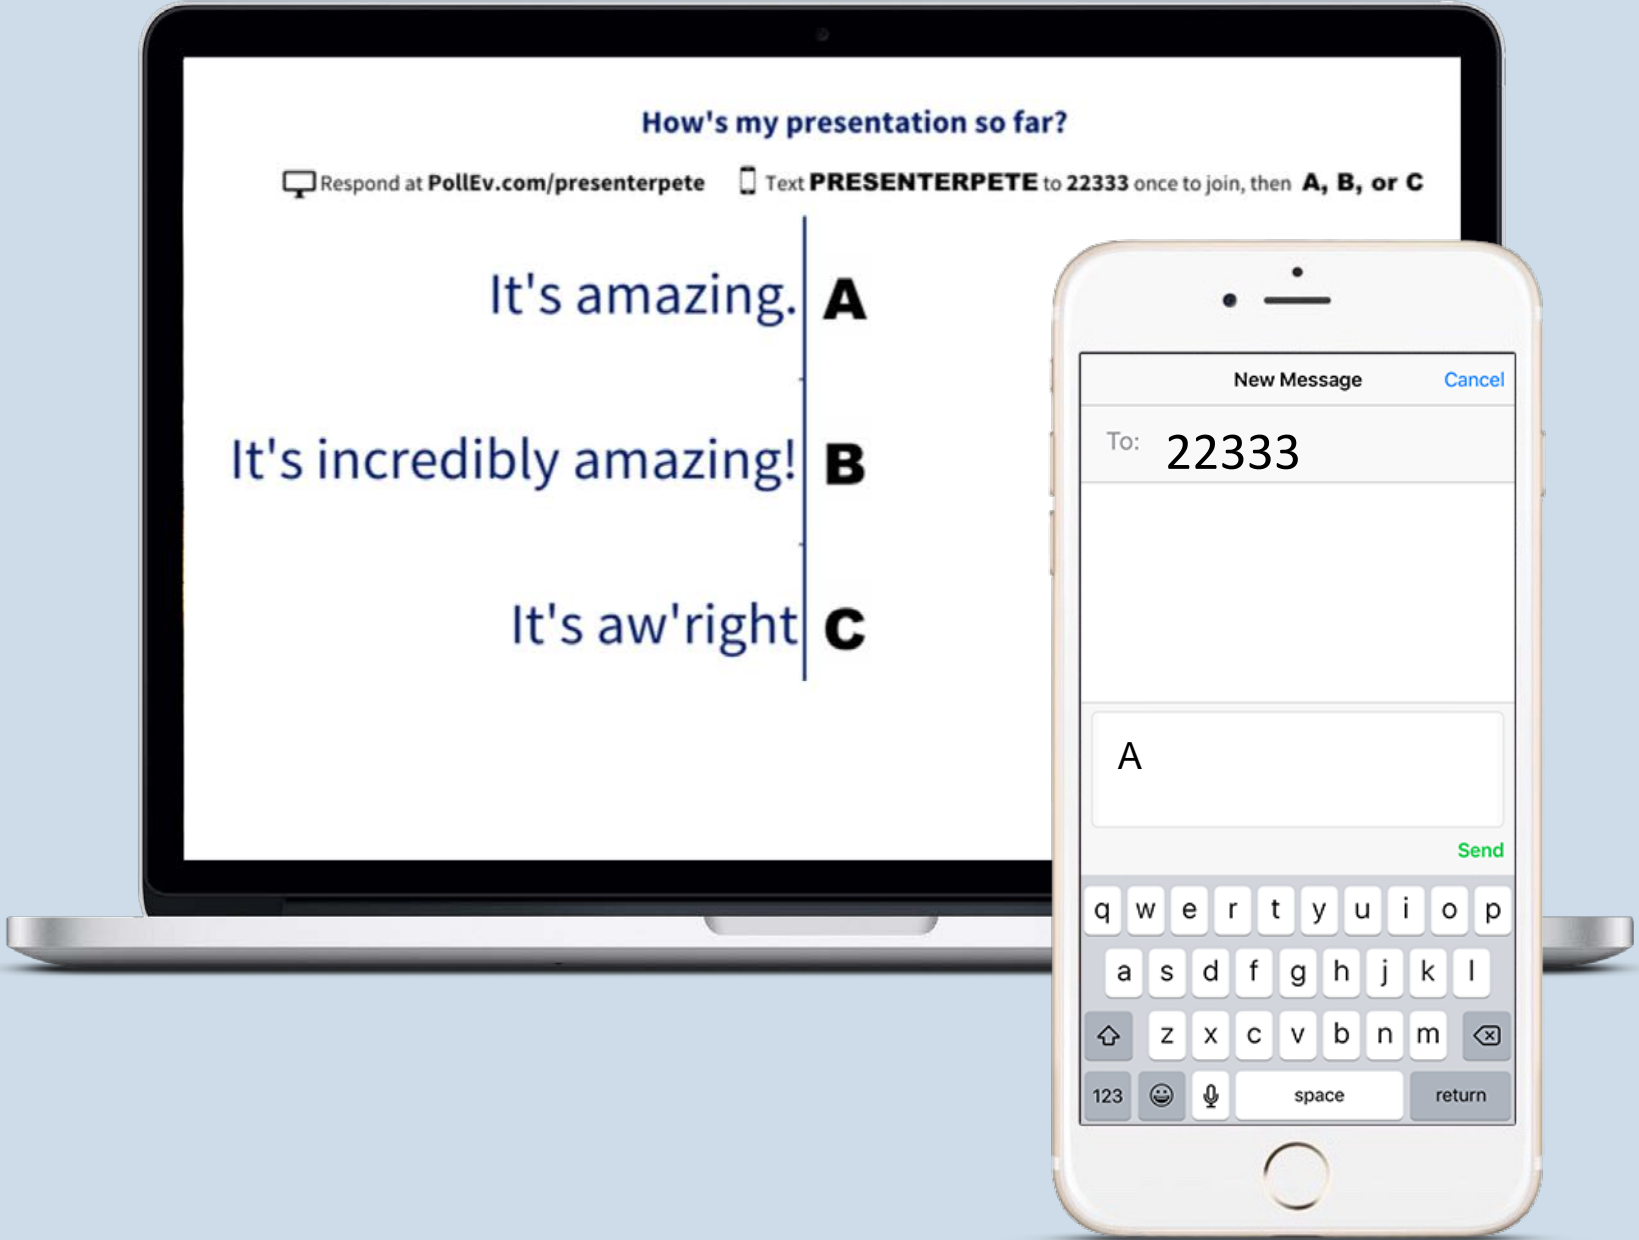 How's my presentation so far?
Respond at PollEv.com/presenterpete Text PRESENTERPETE to 22333 once to join, then A, B, or C
It's amazing. A
It's incredibly amazing! B
It's aw'right C
New Message Cancel
To: 22333
A
Send
q w e r t y u i o p
a s d f g h j k l
z x c v b n m
123 space return